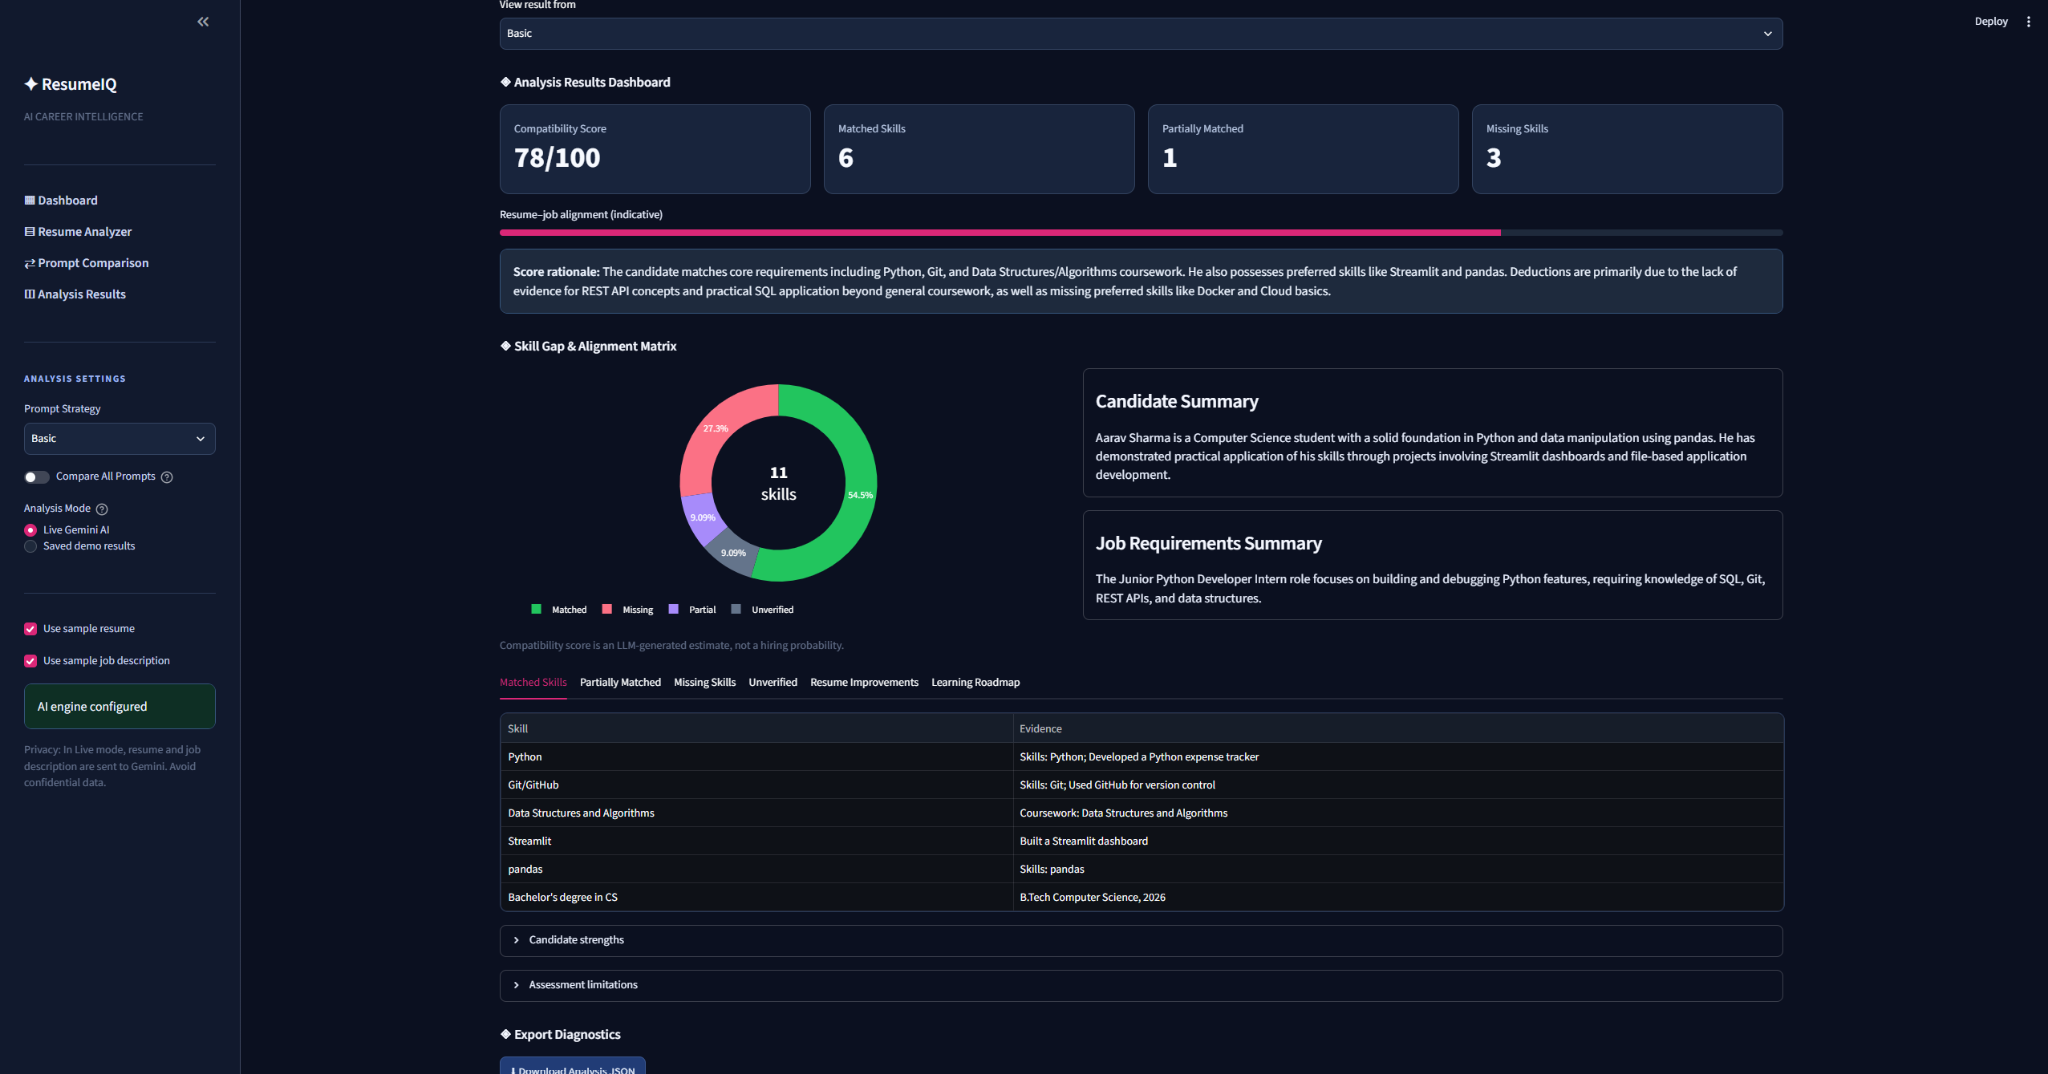 ResumeIQ
AI CAREER INTELLIGENCE
Dashboard
Resume Analyzer
Prompt Comparison
Analysis Results
ANALYSIS SETTINGS
Prompt Strategy
Basic
Compare All Prompts
Analysis Mode
Live Gemini AI
Saved demo results
Use sample resume
Use sample job description
AI engine configured
Privacy: In Live mode, resume and job
description are sent to Gemini. Avoid
confidential data.
Deploy
View result from
Basic
Analysis Results Dashboard
Compatibility Score
78/100
Matched Skills
6
Partially Matched
1
Missing Skills
3
Resume–job alignment (indicative)
Score rationale: The candidate matches core requirements including Python, Git, and Data Structures/Algorithms coursework. He also possesses preferred skills like Streamlit and pandas. Deductions are primarily due to the lack of
evidence for REST API concepts and practical SQL application beyond general coursework, as well as missing preferred skills like Docker and Cloud basics.
Skill Gap & Alignment Matrix
27.3%
54.5%
9.09%
9.09%
11
skills
Matched Missing Partial Unverified
Candidate Summary
Aarav Sharma is a Computer Science student with a solid foundation in Python and data manipulation using pandas. He has
demonstrated practical application of his skills through projects involving Streamlit dashboards and file-based application
development.
Job Requirements Summary
The Junior Python Developer Intern role focuses on building and debugging Python features, requiring knowledge of SQL, Git,
REST APIs, and data structures.
Compatibility score is an LLM-generated estimate, not a hiring probability.
Matched Skills Partially Matched Missing Skills Unverified Resume Improvements Learning Roadmap
Skill Evidence
Python Skills: Python; Developed a Python expense tracker
Git/GitHub Skills: Git; Used GitHub for version control
Data Structures and Algorithms Coursework: Data Structures and Algorithms
Streamlit Built a Streamlit dashboard
pandas Skills: pandas
Bachelor's degree in CS B.Tech Computer Science, 2026
Candidate strengths
Assessment limitations
Export Diagnostics
Download Analysis JSON